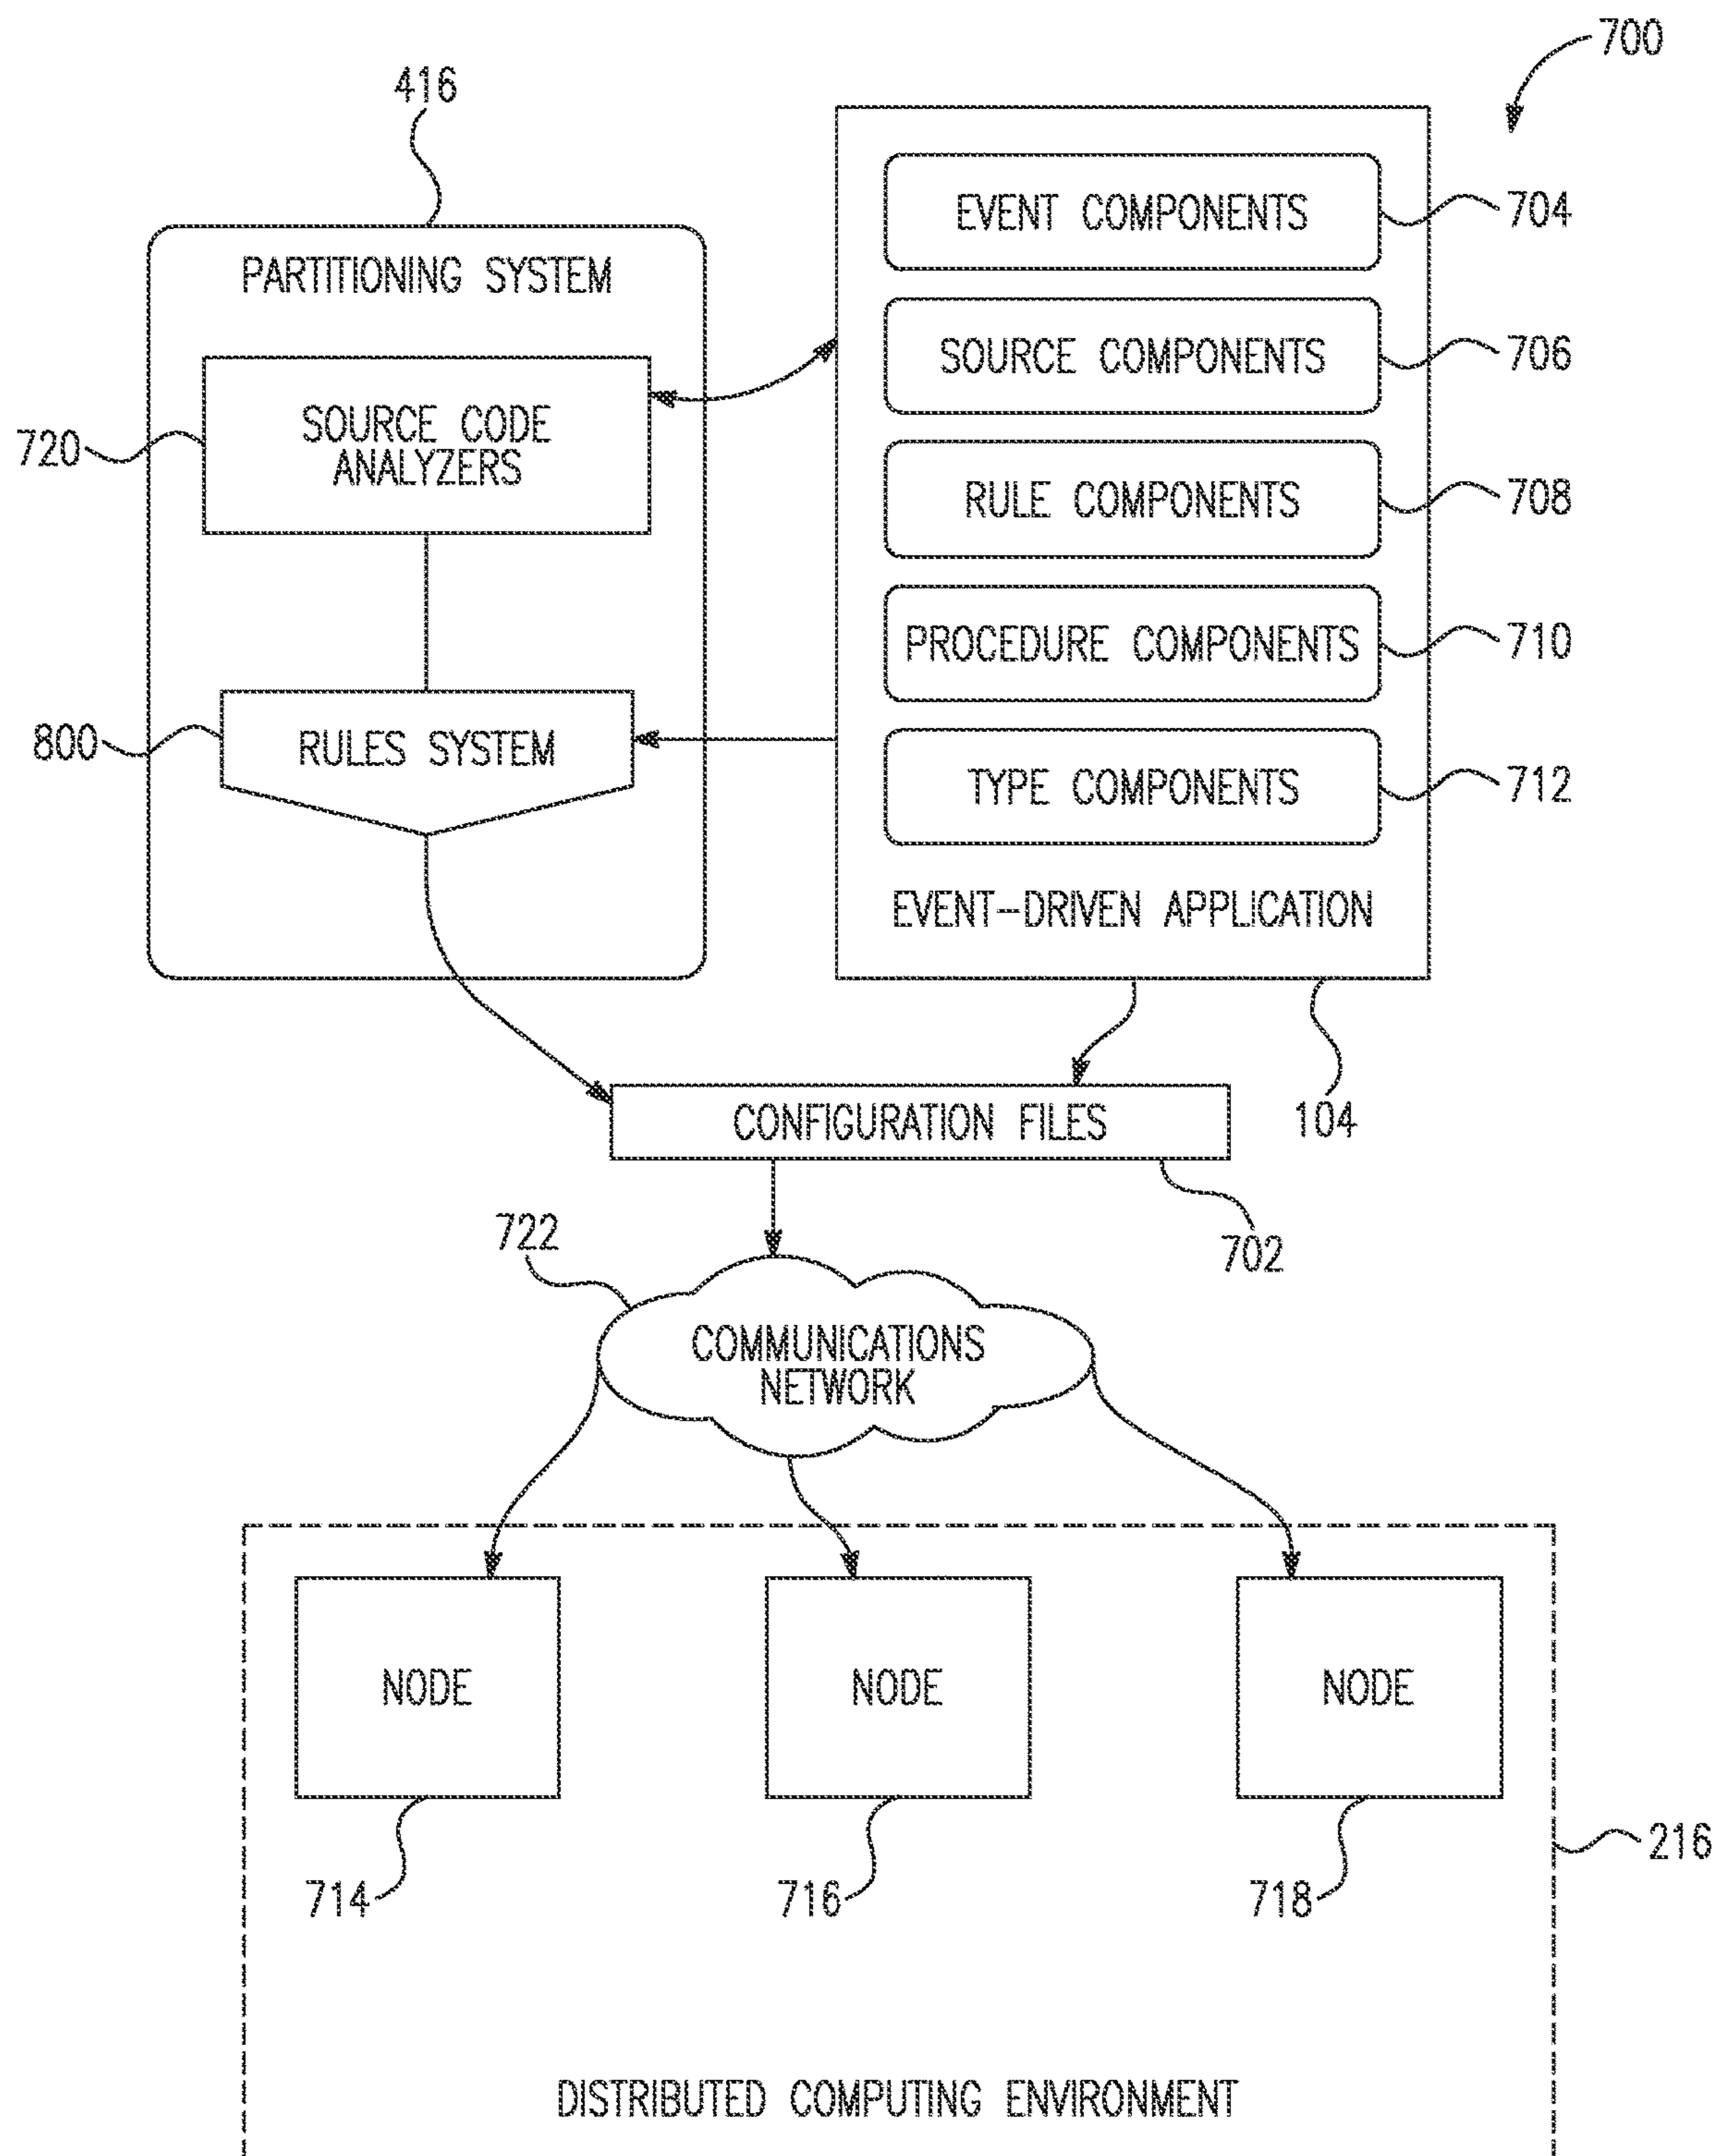 700
416
EVENT COMPONENTS
704
PARTITIONING SYSTEM
SOURCE COMPONENTS
706
SOURCE CODE
ANALYZERS
720
RULE COMPONENTS
708
PROCEDURE COMPONENTS
710
800
RULES SYSTEM
TYPE COMPONENTS
712
EVENT-DRIVEN APPLICATION
CONFIGURATION FILES
104
722
702
COMMUNICATIONS
NETWORK
NODE
NODE
NODE
714
716
718
216
DISTRIBUTED COMPUTING ENVIRONMENT